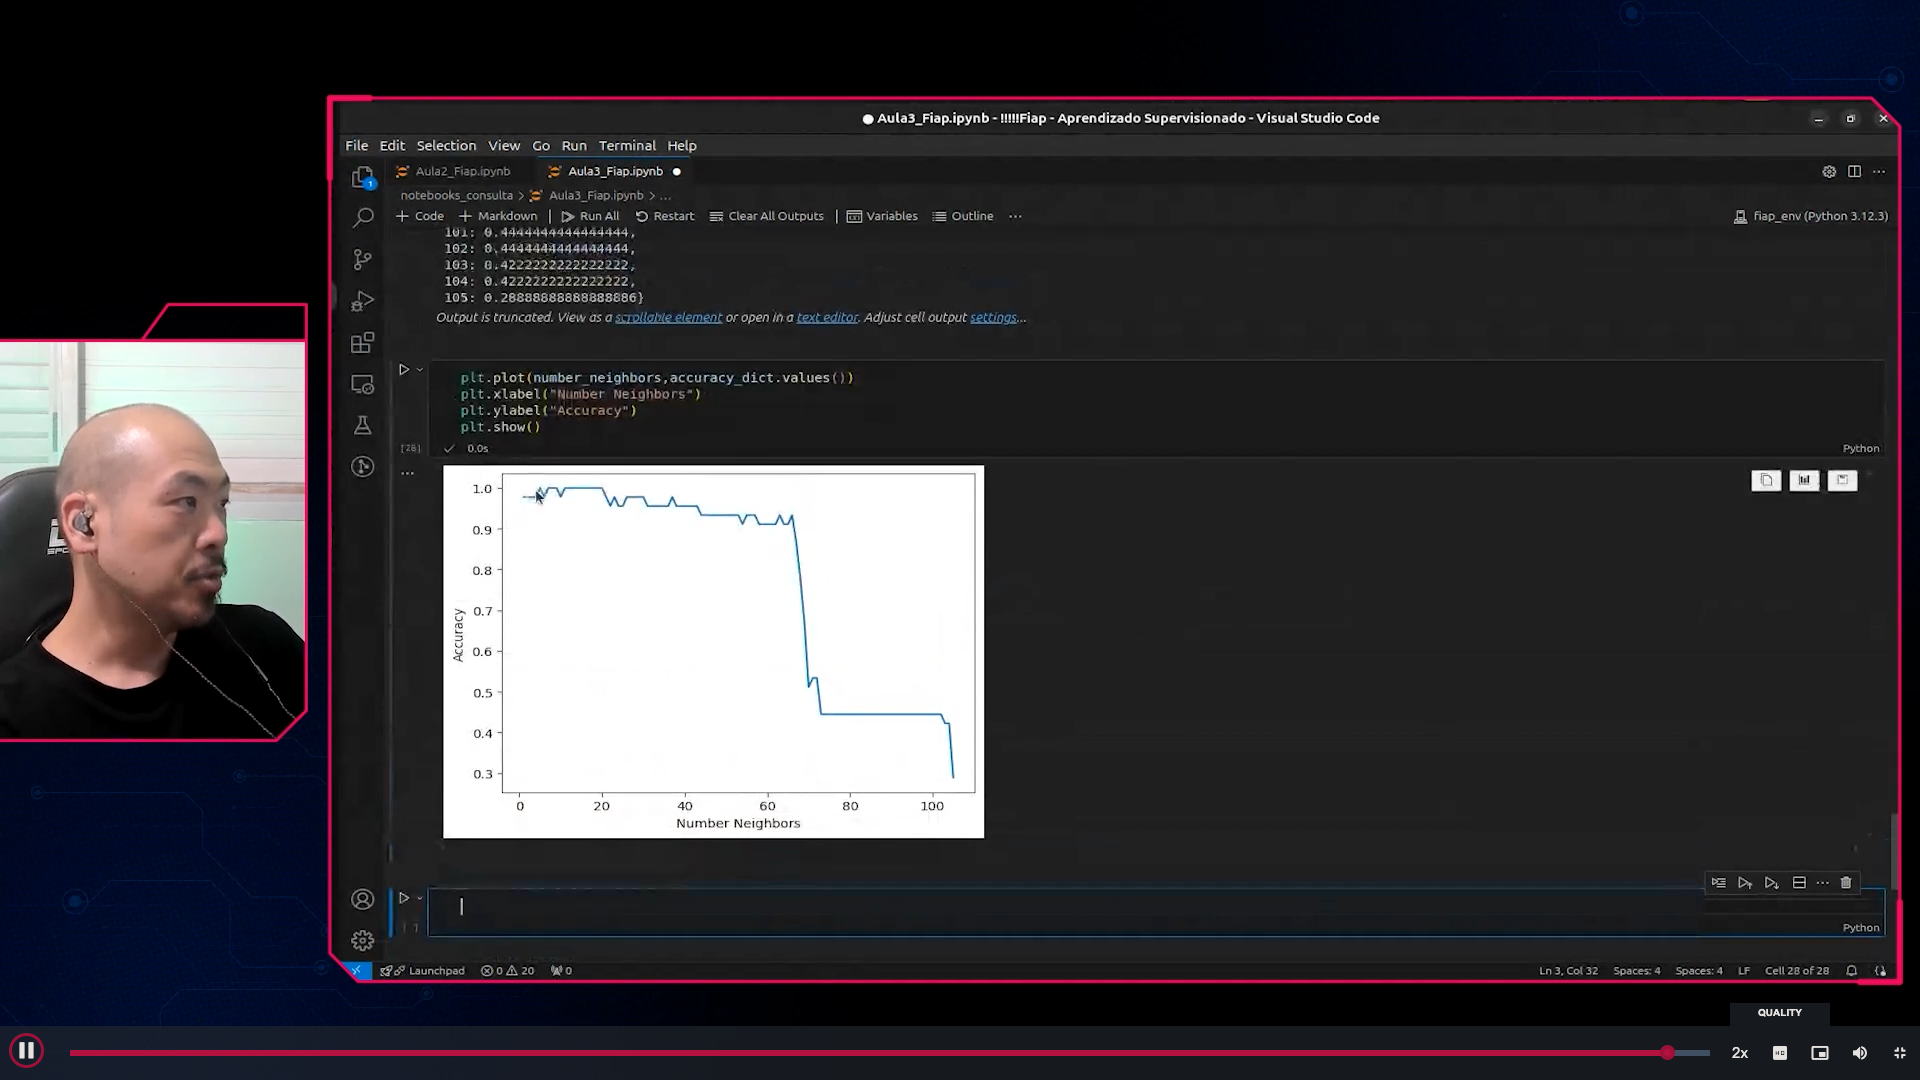 Aula3_Fiap.ipynb - !!!!!Fiap - Aprendizado Supervisionado - Visual Studio Code
File Edit Selection View Go Run Terminal Help
Aula2_Fiap.ipynb
Aula3_Fiap.ipynb
1
notebooks_consulta > Aula3_Fiap.ipynb > ...
+ Code + Markdown | Run All Restart Clear All Outputs | Variables Outline ...
fiap_env (Python 3.12.3)
101: 0.4444444444444444,
102: 0.4444444444444444,
103: 0.4222222222222222,
104: 0.4222222222222222,
105: 0.28888888888888886}
Output is truncated. View as a scrollable element or open in a text editor. Adjust cell output settings...
plt.plot(number_neighbors,accuracy_dict.values())
plt.xlabel("Number Neighbors")
plt.ylabel("Accuracy")
plt.show()
[28] 0.0s
Python
1.0
0.9
0.8
0.7
0.6
0.5
0.4
0.3
Accuracy
0 20 40 60 80 100
Number Neighbors
[ ]
Python
Launchpad 0 20 0
Ln 3, Col 32 Spaces: 4 Spaces: 4 LF Cell 28 of 28
QUALITY
2x
HD